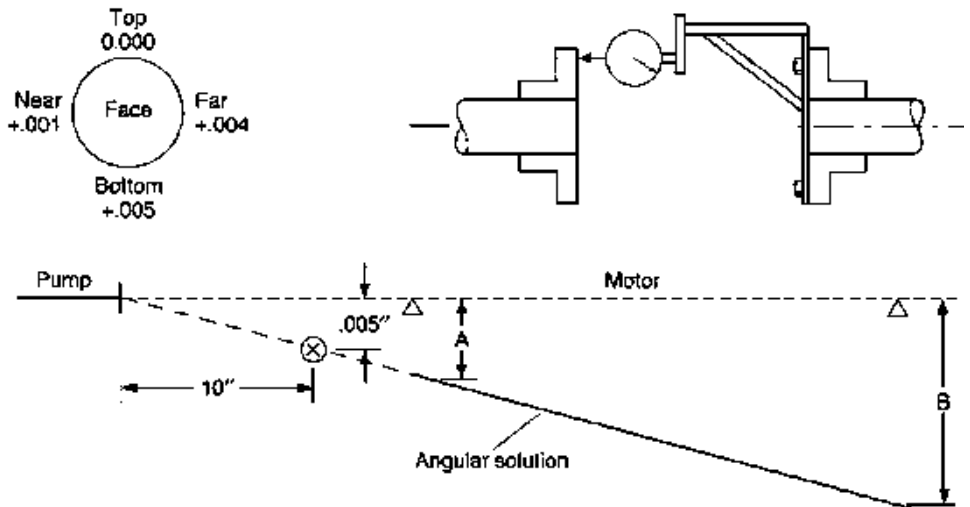 Top
0.000
Near
+.001
Face
Far
+.004
Bottom
+.005
Pump
Motor
.005"
A
10"
B
Angular solution